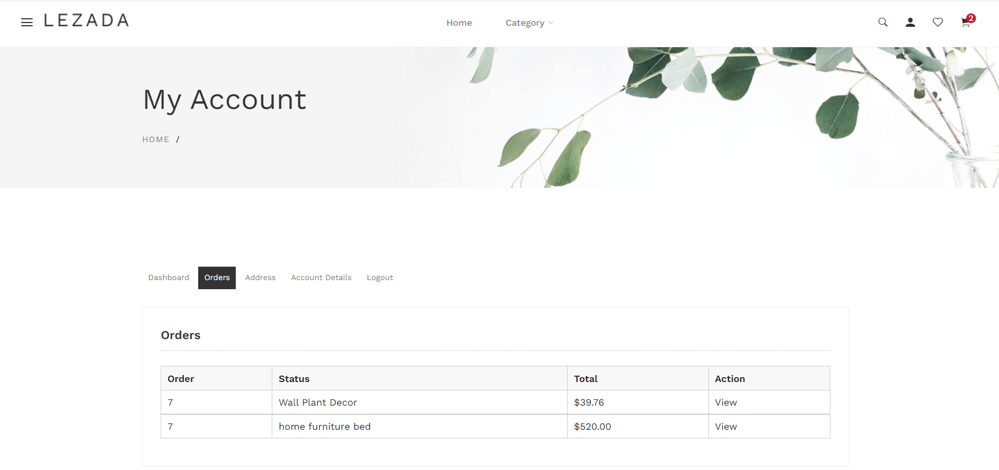 LEZADA
Home Category
2
My Account
HOME /
Dashboard Orders Address Account Details Logout
Orders
Order Status Total Action
7 Wall Plant Decor $39.76 View
7 home furniture bed $520.00 View